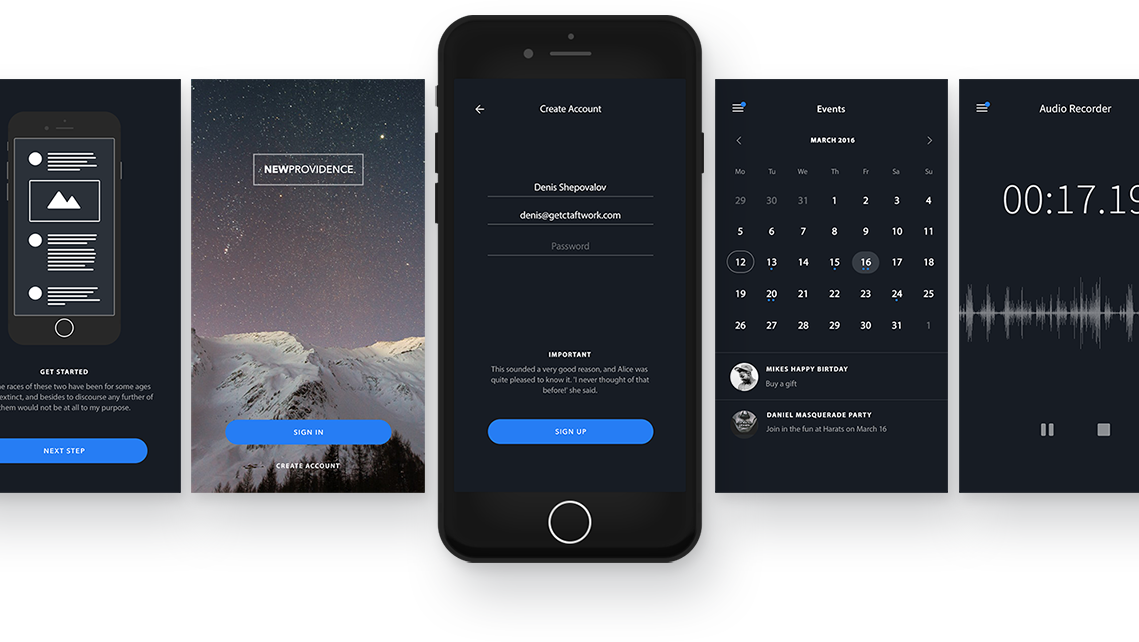 GET STARTED
races of these two have been for some ages
extinct, and besides to discourse any further of
them would not be at all to my purpose.
NEXT STEP
NEWPROVIDENCE.
SIGN IN
CREATE ACCOUNT
Create Account
Denis Shepovalov
denis@getctaftwork.com
Password
IMPORTANT
This sounded a very good reason, and Alice was
quite pleased to know it. 'I never thought of that
before!' she said.
SIGN UP
Events
MARCH 2016
Mo Tu We Th Fr Sa Su
29 30 31 1 2 3 4
5 6 7 8 9 10 11
12 13 14 15 16 17 18
19 20 21 22 23 24 25
26 27 28 29 30 31 1
MIKES HAPPY BIRTDAY
Buy a gift
DANIEL MASQUERADE PARTY
Join in the fun at Harats on March 16
Audio Recorder
00:17.19